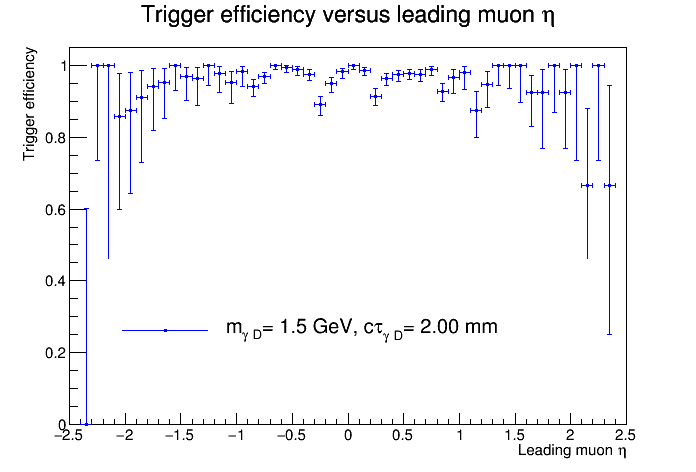 Trigger efficiency versus leading muon η
Trigger efficiency
1
0.8
0.6
0.4
0.2
0
m_γ D= 1.5 GeV, cτ_γ D= 2.00 mm
−2.5 −2 −1.5 −1 −0.5 0 0.5 1 1.5 2 2.5
Leading muon η